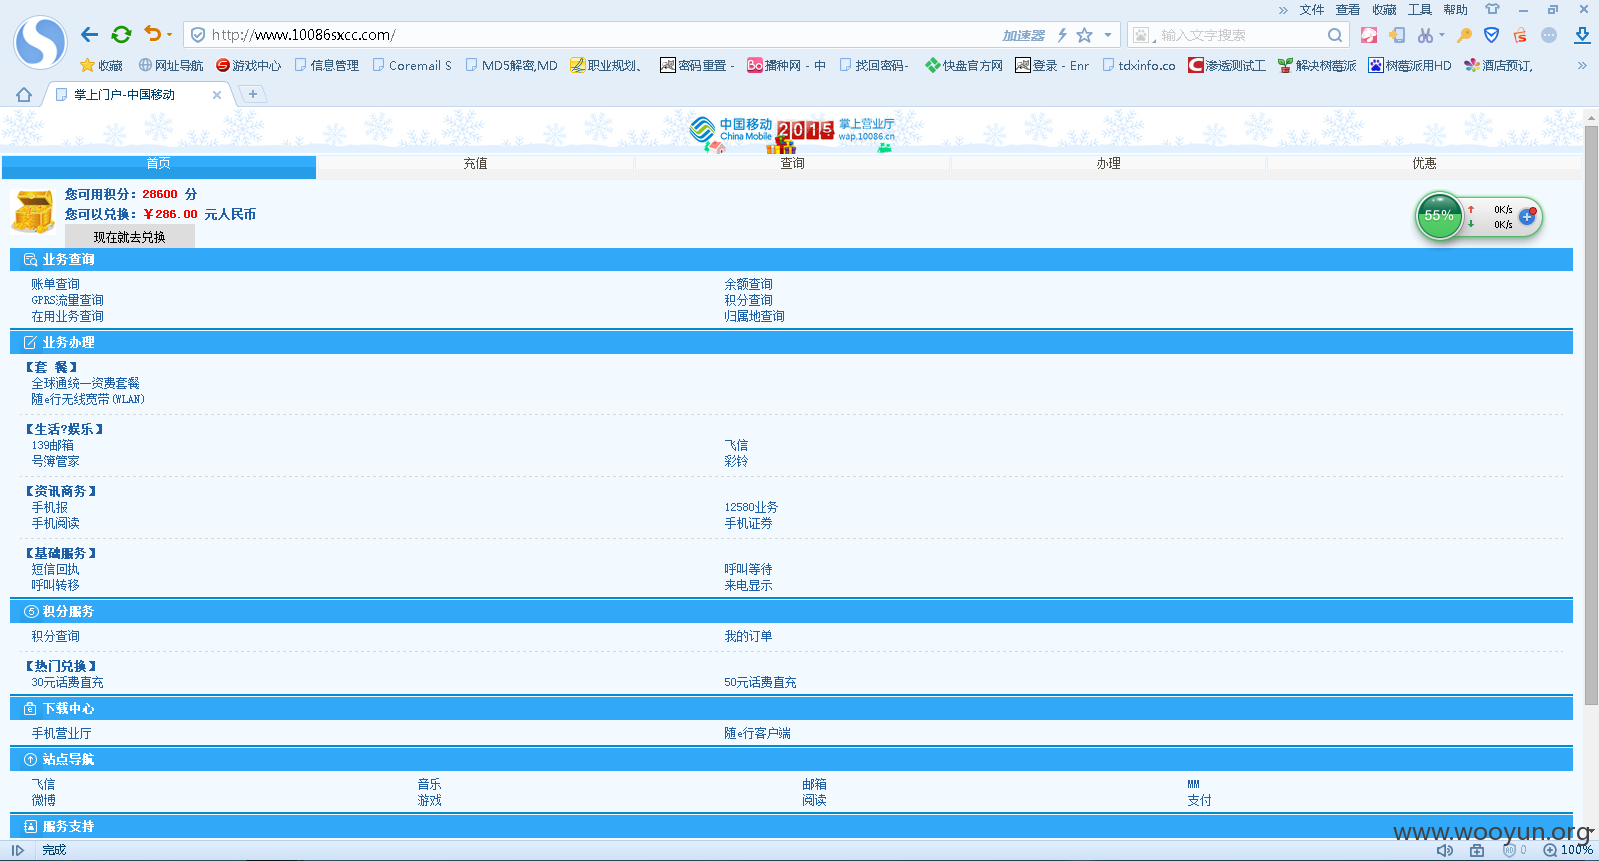 » 文件 查看 收藏 工具 帮助
http://www.10086sxcc.com/ 加速器 输入文字搜索
收藏 网址导航 游戏中心 信息管理 Coremail S MD5解密,MD 职业规划、 密码重置 - 播种网 - 中 找回密码- 快盘官方网 登录 - Enr tdxinfo.co 渗透测试工 解决树莓派 树莓派用HD 酒店预订, »
掌上门户-中国移动
中国移动 China Mobile 2015 掌上营业厅 wap.10086.cn
首页 充值 查询 办理 优惠
您可用积分：28600 分
您可以兑换：￥286.00 元人民币
现在就去兑换
55% 0K/s
0K/s
业务查询
账单查询 余额查询
GPRS流量查询 积分查询
在用业务查询 归属地查询
业务办理
【套 餐】
全球通统一资费套餐
随e行无线宽带(WLAN)
【生活?娱乐】
139邮箱 飞信
号簿管家 彩铃
【资讯商务】
手机报 12580业务
手机阅读 手机证券
【基础服务】
短信回执 呼叫等待
呼叫转移 来电显示
积分服务
积分查询 我的订单
【热门兑换】
30元话费直充 50元话费直充
下载中心
手机营业厅 随e行客户端
站点导航
飞信 音乐 邮箱 MM
微博 游戏 阅读 支付
服务支持
www.wooyun.org
完成 0 100%